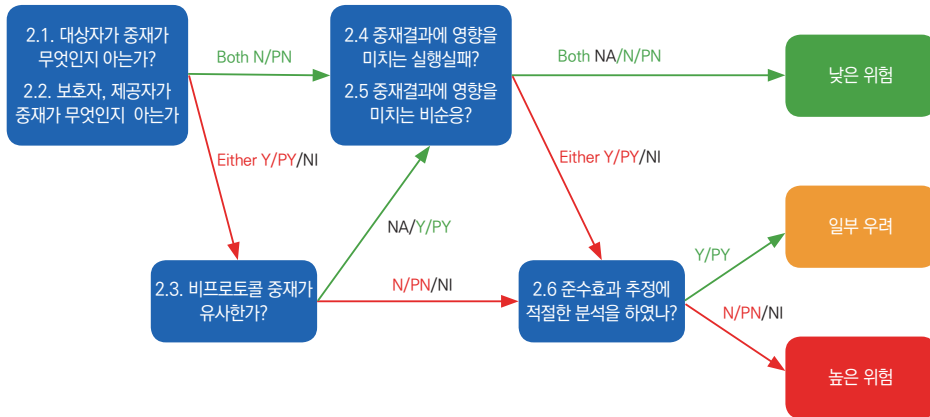 2.1. 대상자가 중재가
무엇인지 아는가?
2.2. 보호자, 제공자가
중재가 무엇인지 아는가
Both N/PN
2.4 중재결과에 영향을
미치는 실행실패?
2.5 중재결과에 영향을
미치는 비순응?
Both NA/N/PN
낮은 위험
Either Y/PY/NI
Either Y/PY/NI
NA/Y/PY
일부 우려
Y/PY
2.3. 비프로토콜 중재가
유사한가?
N/PN/NI
2.6 준수효과 추정에
적절한 분석을 하였나?
N/PN/NI
높은 위험